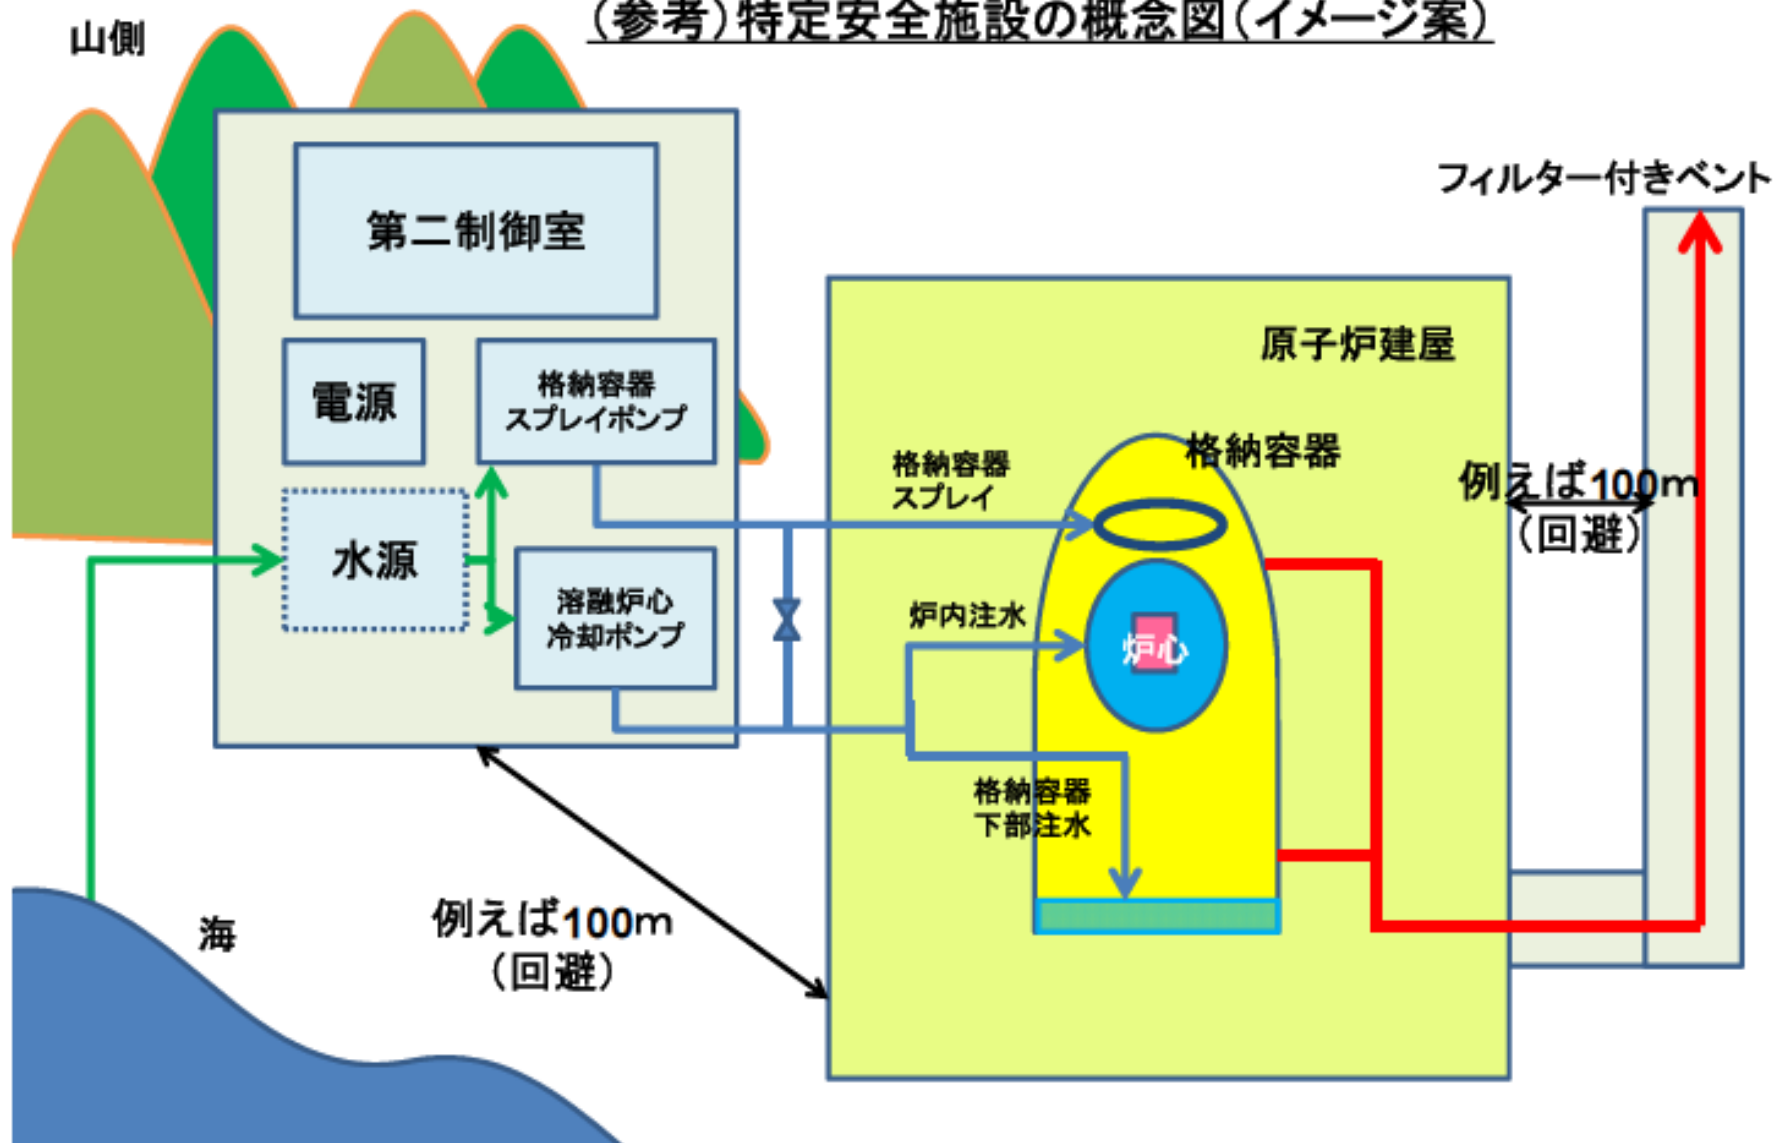 （参考）特定安全施設の概念図（イメージ案）
山側
フィルター付きベント
第二制御室
原子炉建屋
電源
格納容器
スプレイポンプ
格納容器
スプレイ
格納容器
例えば100m
（回避）
水源
溶融炉心
冷却ポンプ
炉内注水
炉心
格納容器
下部注水
例えば100m
（回避）
海